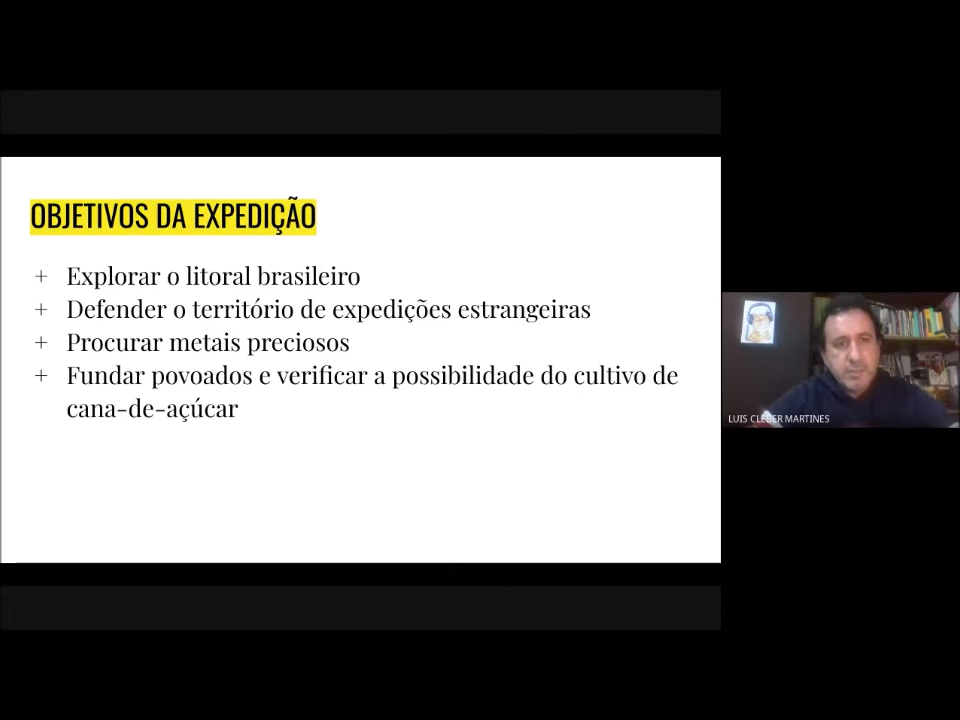 OBJETIVOS DA EXPEDIÇÃO
+ Explorar o litoral brasileiro
+ Defender o território de expedições estrangeiras
+ Procurar metais preciosos
+ Fundar povoados e verificar a possibilidade do cultivo de
cana-de-açúcar
LUIS CLEBER MARTINES